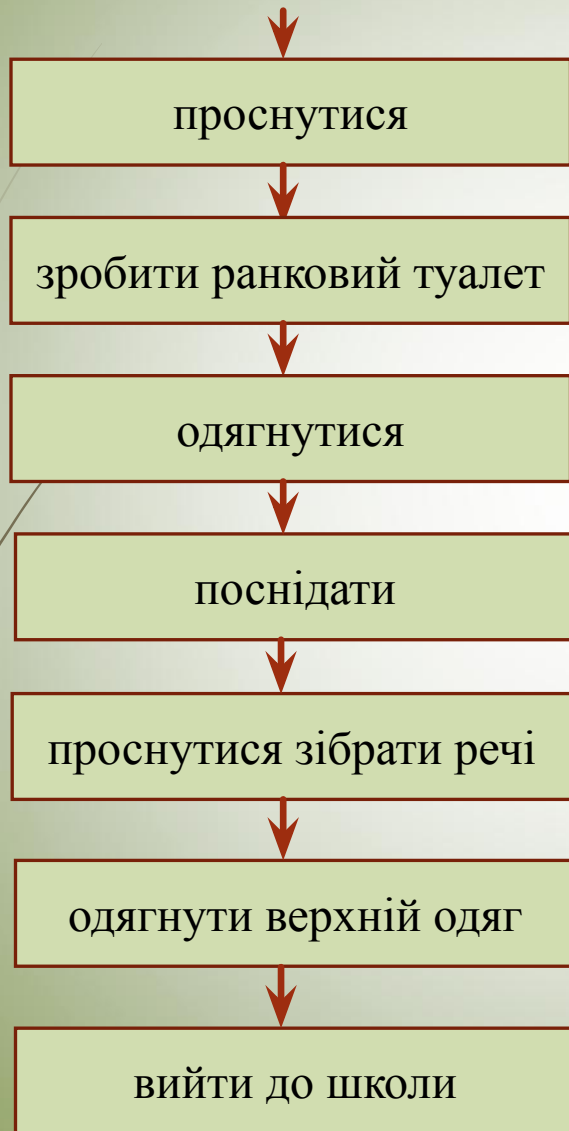 проснутися
зробити ранковий туалет
одягнутися
поснідати
проснутися зібрати речі
одягнути верхній одяг
вийти до школи